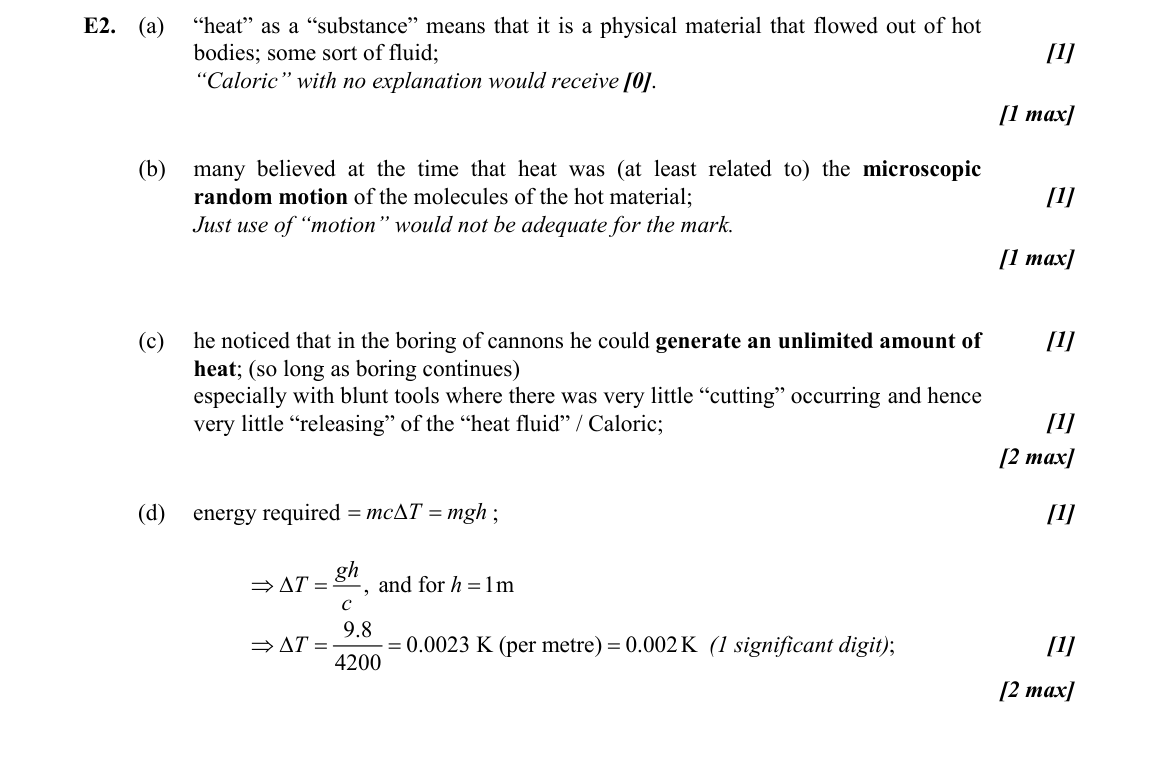 E2. (a) “heat” as a “substance” means that it is a physical material that flowed out of hot
bodies; some sort of fluid; [1]
“Caloric” with no explanation would receive [0].
[1 max]
(b) many believed at the time that heat was (at least related to) the microscopic
random motion of the molecules of the hot material; [1]
Just use of “motion” would not be adequate for the mark.
[1 max]
(c) he noticed that in the boring of cannons he could generate an unlimited amount of [1]
heat; (so long as boring continues)
especially with blunt tools where there was very little “cutting” occurring and hence
very little “releasing” of the “heat fluid” / Caloric; [1]
[2 max]
(d) energy required = mcΔT = mgh ; [1]
⇒ ΔT = gh/c, and for h = 1m
⇒ ΔT = 9.8/4200 = 0.0023 K (per metre) = 0.002 K (1 significant digit); [1]
[2 max]